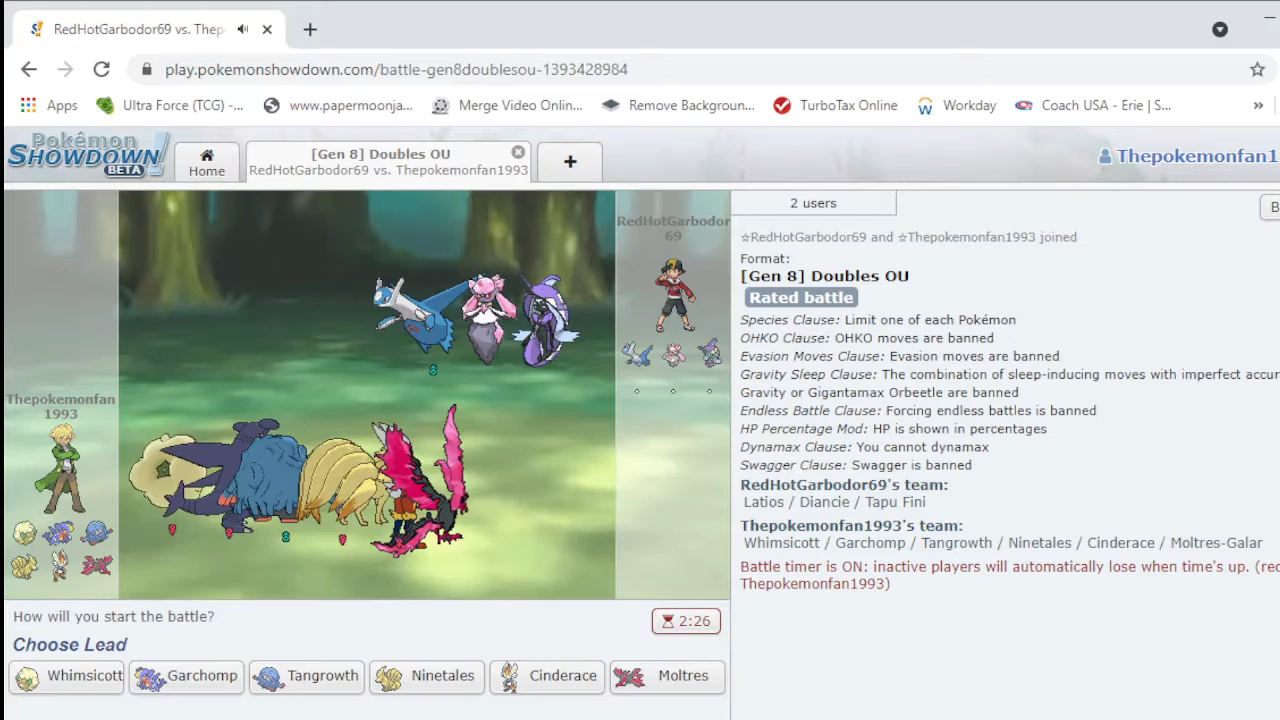 RedHotGarbodor69 vs. Thep
play.pokemonshowdown.com/battle-gen8doublesou-1393428984
Apps
Ultra Force (TCG) -...
www.papermoonja...
Merge Video Onlin...
Remove Backgroun...
TurboTax Online
Workday
Coach USA - Erie | S...
»
Pokémon
SHOWDOWN!
BETA
Home
[Gen 8] Doubles OU
RedHotGarbodor69 vs. Thepokemonfan1993
+
Thepokemonfan1
RedHotGarbodor
69
Thepokemonfan
1993
2 users
B
☆RedHotGarbodor69 and ☆Thepokemonfan1993 joined
Format:
[Gen 8] Doubles OU
Rated battle
Species Clause: Limit one of each Pokémon
OHKO Clause: OHKO moves are banned
Evasion Moves Clause: Evasion moves are banned
Gravity Sleep Clause: The combination of sleep-inducing moves with imperfect accur
Gravity or Gigantamax Orbeetle are banned
Endless Battle Clause: Forcing endless battles is banned
HP Percentage Mod: HP is shown in percentages
Dynamax Clause: You cannot dynamax
Swagger Clause: Swagger is banned
RedHotGarbodor69's team:
Latios / Diancie / Tapu Fini
Thepokemonfan1993's team:
Whimsicott / Garchomp / Tangrowth / Ninetales / Cinderace / Moltres-Galar
Battle timer is ON: inactive players will automatically lose when time's up. (rec
Thepokemonfan1993)
How will you start the battle?
2:26
Choose Lead
Whimsicott
Garchomp
Tangrowth
Ninetales
Cinderace
Moltres